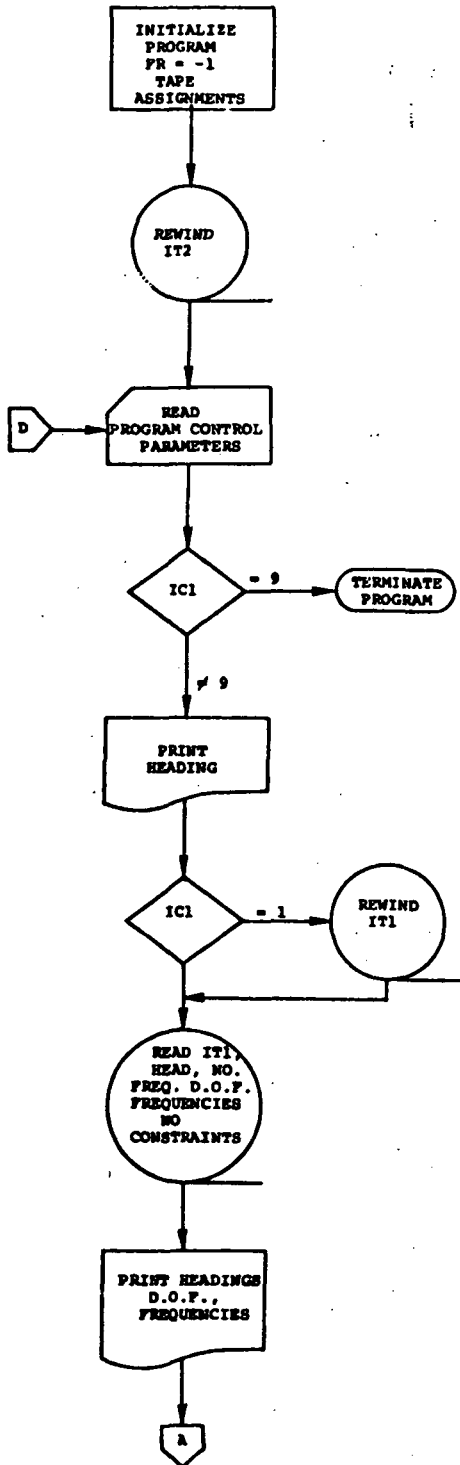 INITIALIZE
PROGRAM
FR = -1
TAPE
ASSIGNMENTS
REWIND
IT2
D
READ
PROGRAM CONTROL
PARAMETERS
IC1
= 9
TERMINATE
PROGRAM
≠ 9
PRINT
HEADING
IC1
= 1
REWIND
IT1
READ IT1,
HEAD, NO.
FREQ. D.O.F.
FREQUENCIES
NO
CONSTRAINTS
PRINT HEADINGS
D.O.F.,
FREQUENCIES
A